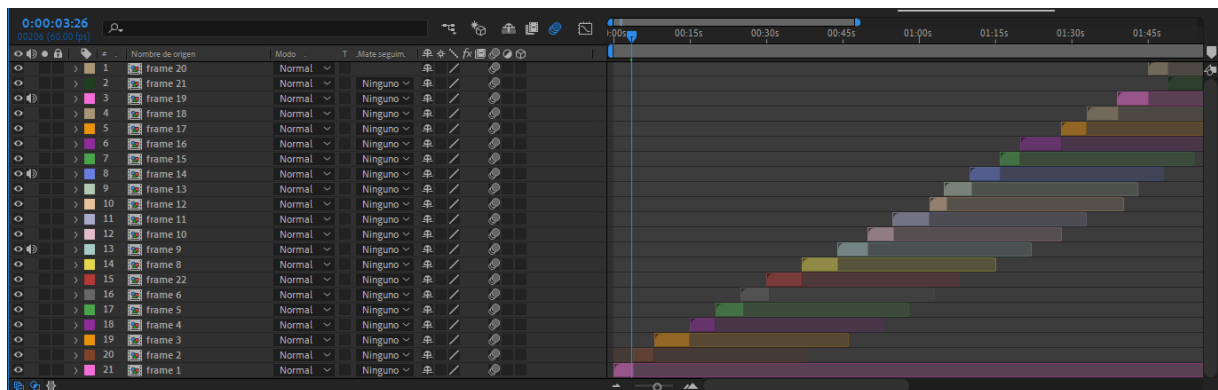 0:00:03:26
00206 (60.00 fps)
:00s 00:15s 00:30s 00:45s 01:00s 01:15s 01:30s 01:45s
# . Nombre de origen Modo . T .Mate seguim. fx
1 frame 20 Normal
2 frame 21 Normal Ninguno
3 frame 19 Normal Ninguno
4 frame 18 Normal Ninguno
5 frame 17 Normal Ninguno
6 frame 16 Normal Ninguno
7 frame 15 Normal Ninguno
8 frame 14 Normal Ninguno
9 frame 13 Normal Ninguno
10 frame 12 Normal Ninguno
11 frame 11 Normal Ninguno
12 frame 10 Normal Ninguno
13 frame 9 Normal Ninguno
14 frame 8 Normal Ninguno
15 frame 22 Normal Ninguno
16 frame 6 Normal Ninguno
17 frame 5 Normal Ninguno
18 frame 4 Normal Ninguno
19 frame 3 Normal Ninguno
20 frame 2 Normal Ninguno
21 frame 1 Normal Ninguno